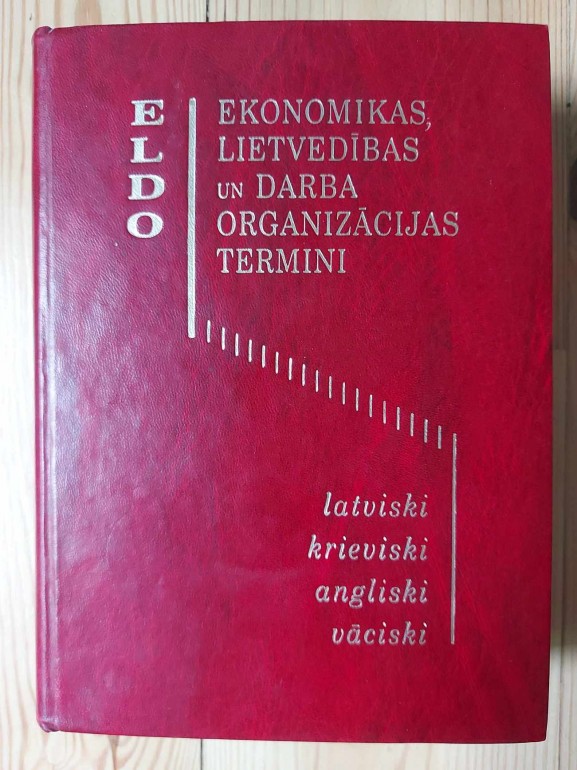 ELDO
EKONOMIKAS,
LIETVEDĪBAS
UN DARBA
ORGANIZĀCIJAS
TERMINI
latviski
krieviski
angliski
vāciski